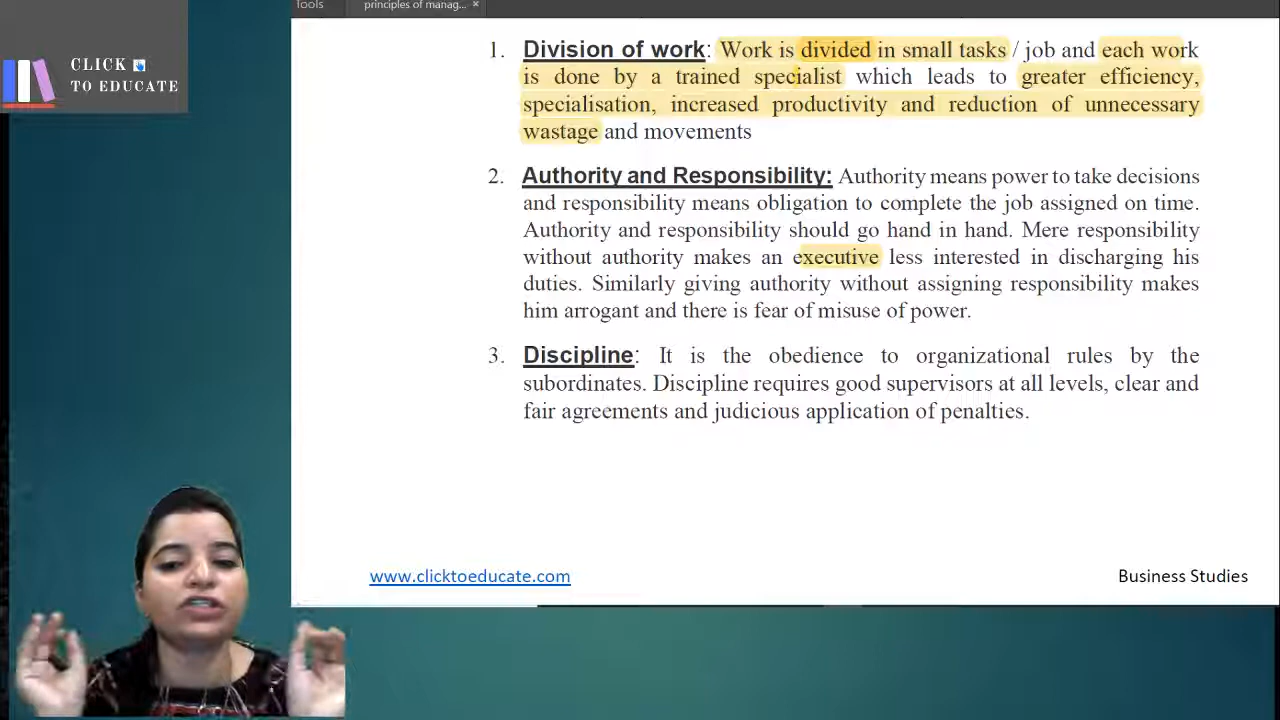 Tools principles of manag... ×
CLICK
TO EDUCATE
1. Division of work: Work is divided in small tasks / job and each work
is done by a trained specialist which leads to greater efficiency,
specialisation, increased productivity and reduction of unnecessary
wastage and movements
2. Authority and Responsibility: Authority means power to take decisions
and responsibility means obligation to complete the job assigned on time.
Authority and responsibility should go hand in hand. Mere responsibility
without authority makes an executive less interested in discharging his
duties. Similarly giving authority without assigning responsibility makes
him arrogant and there is fear of misuse of power.
3. Discipline: It is the obedience to organizational rules by the
subordinates. Discipline requires good supervisors at all levels, clear and
fair agreements and judicious application of penalties.
www.clicktoeducate.com Business Studies